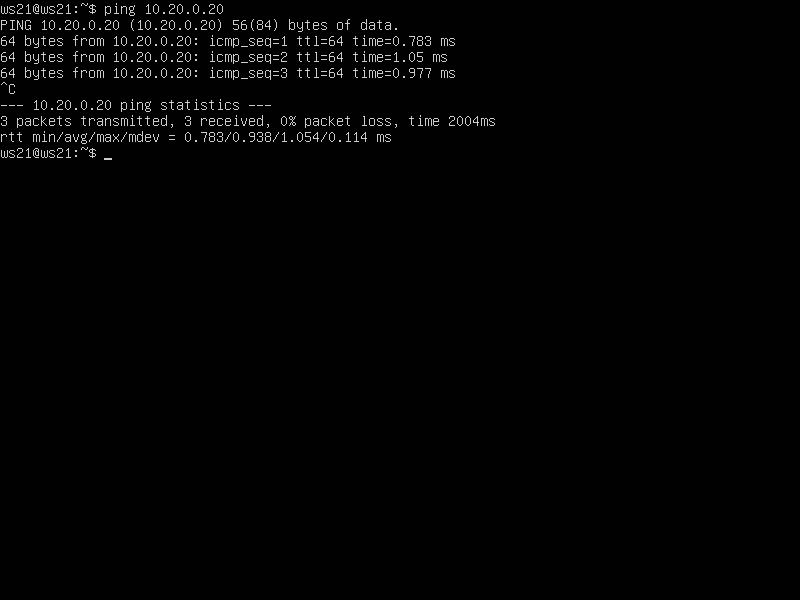 ws21@ws21:~$ ping 10.20.0.20
PING 10.20.0.20 (10.20.0.20) 56(84) bytes of data.
64 bytes from 10.20.0.20: icmp_seq=1 ttl=64 time=0.783 ms
64 bytes from 10.20.0.20: icmp_seq=2 ttl=64 time=1.05 ms
64 bytes from 10.20.0.20: icmp_seq=3 ttl=64 time=0.977 ms
^C
--- 10.20.0.20 ping statistics ---
3 packets transmitted, 3 received, 0% packet loss, time 2004ms
rtt min/avg/max/mdev = 0.783/0.938/1.054/0.114 ms
ws21@ws21:~$ _